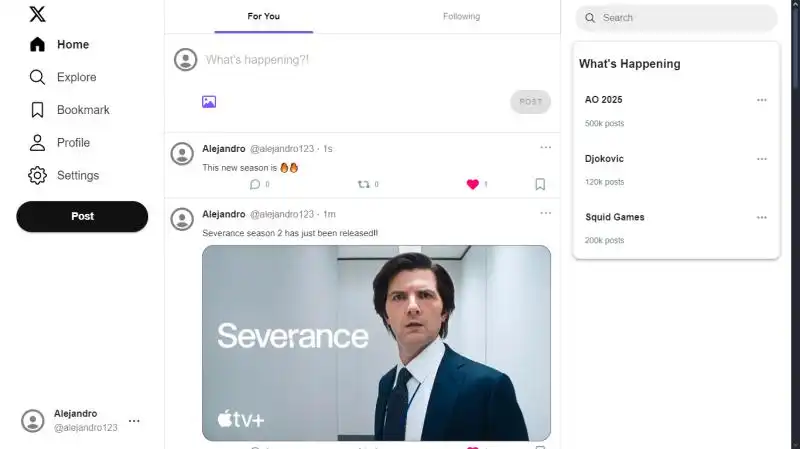 Home
Explore
Bookmark
Profile
Settings
Post
Alejandro
@alejandro123
For You
Following
What's happening?!
POST
Alejandro @alejandro123 · 1s
This new season is 🔥🔥
0
0
1
Alejandro @alejandro123 · 1m
Severance season 2 has just been released!!
Severance
tv+
Search
What's Happening
AO 2025
500k posts
Djokovic
120k posts
Squid Games
200k posts